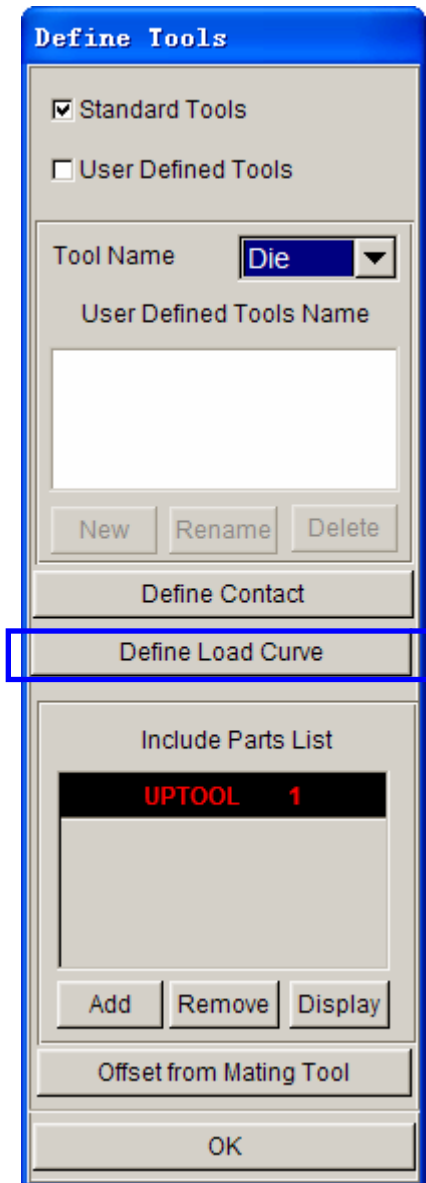 Define Tools
Standard Tools
User Defined Tools
Tool Name Die
User Defined Tools Name
New Rename Delete
Define Contact
Define Load Curve
Include Parts List
UPTOOL 1
Add Remove Display
Offset from Mating Tool
OK